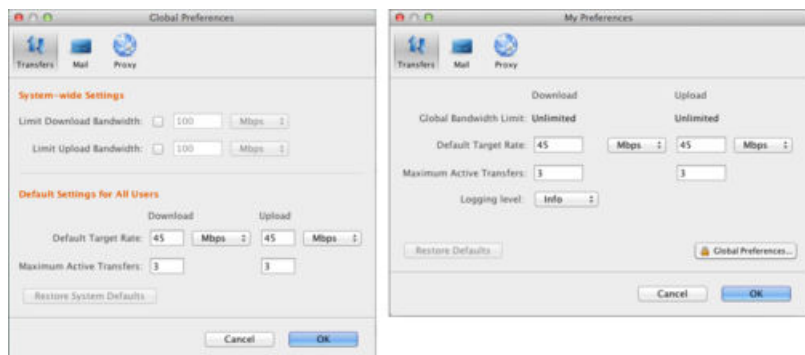 Global Preferences
Transfers Mail Proxy
System-wide Settings
Limit Download Bandwidth: 100 Mbps
Limit Upload Bandwidth: 100 Mbps
Default Settings for All Users
Download Upload
Default Target Rate: 45 Mbps 45 Mbps
Maximum Active Transfers: 3 3
Restore System Defaults
Cancel OK
My Preferences
Transfers Mail Proxy
Download Upload
Global Bandwidth Limit: Unlimited Unlimited
Default Target Rate: 45 Mbps 45 Mbps
Maximum Active Transfers: 3 3
Logging level: Info
Restore Defaults Global Preferences...
Cancel OK